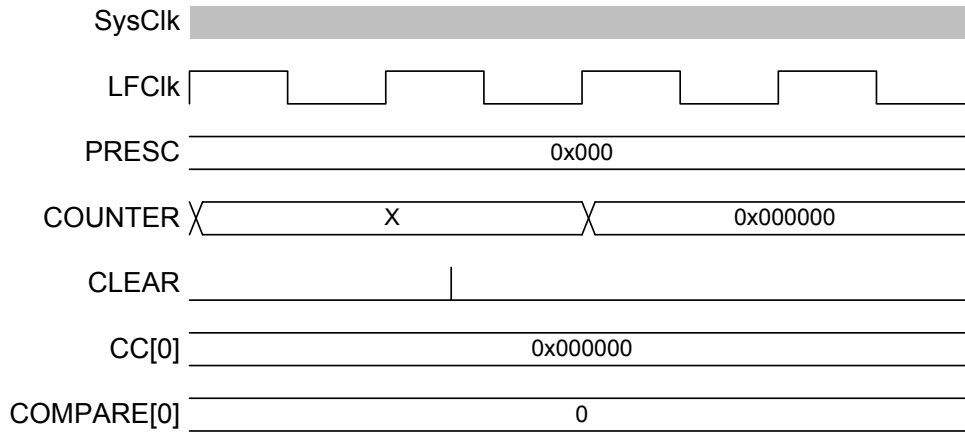 SysClk
LFClk
PRESC 0x000
COUNTER X 0x000000
CLEAR
CC[0] 0x000000
COMPARE[0] 0